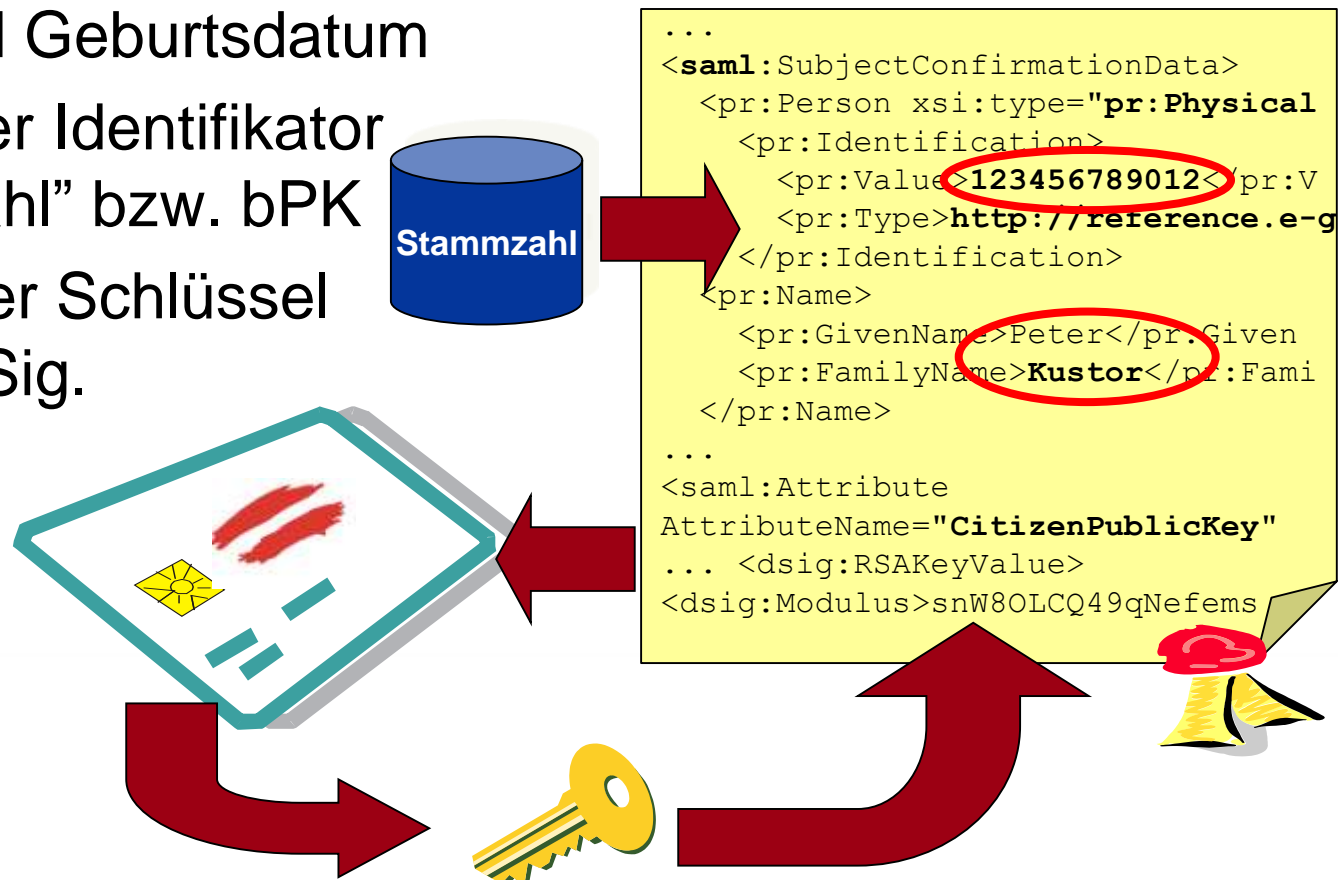 l Geburtsdatum
er Identifikator
hl” bzw. bPK
er Schlüssel
Sig.
Stammzahl
...
<saml:SubjectConfirmationData>
<pr:Person xsi:type="pr:Physical
<pr:Identification>
<pr:Value>123456789012</pr:V
<pr:Type>http://reference.e-g
</pr:Identification>
<pr:Name>
<pr:GivenName>Peter</pr:Given
<pr:FamilyName>Kustor</pr:Fami
</pr:Name>
...
<saml:Attribute
AttributeName="CitizenPublicKey"
... <dsig:RSAKeyValue>
<dsig:Modulus>snW8OLCQ49qNefems